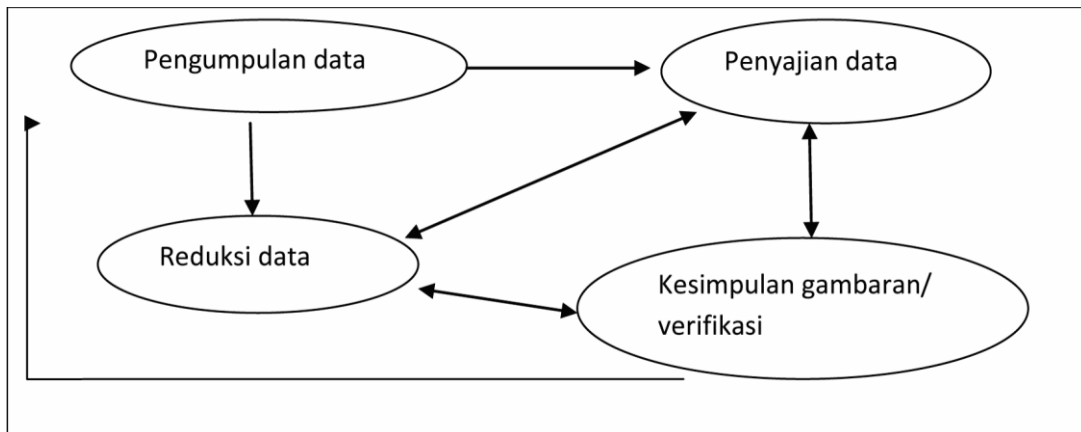 Pengumpulan data
Penyajian data
Reduksi data
Kesimpulan gambaran/
verifikasi